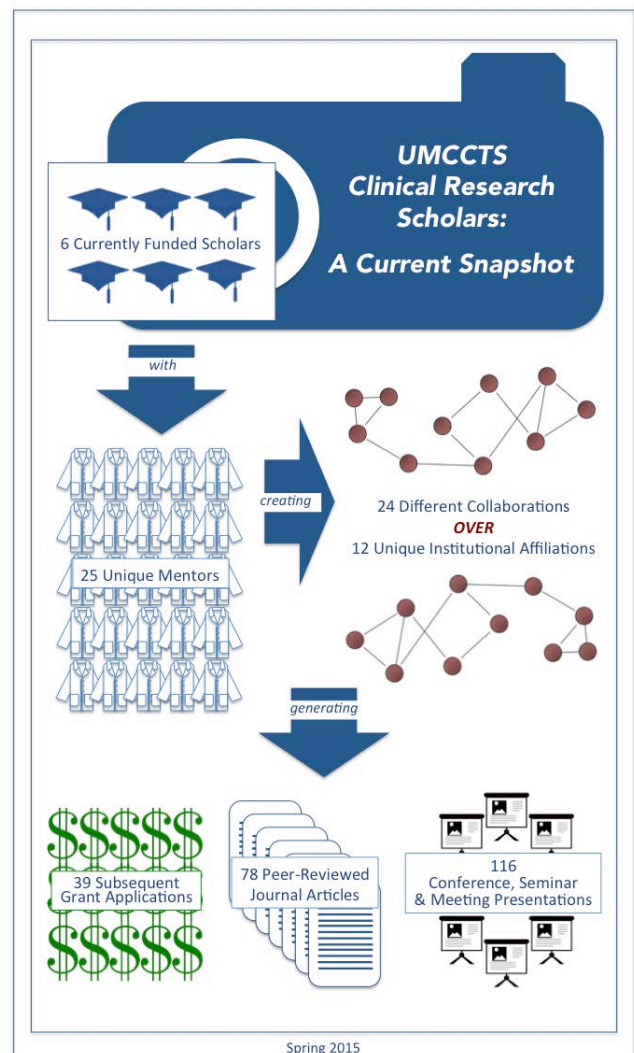 UMCCTS
Clinical Research
Scholars:
A Current Snapshot
6 Currently Funded Scholars
with
25 Unique Mentors
creating
24 Different Collaborations
OVER
12 Unique Institutional Affiliations
generating
$$$$$
39 Subsequent
Grant Applications
$$$$$
78 Peer-Reviewed
Journal Articles
116
Conference, Seminar
& Meeting Presentations
Spring 2015